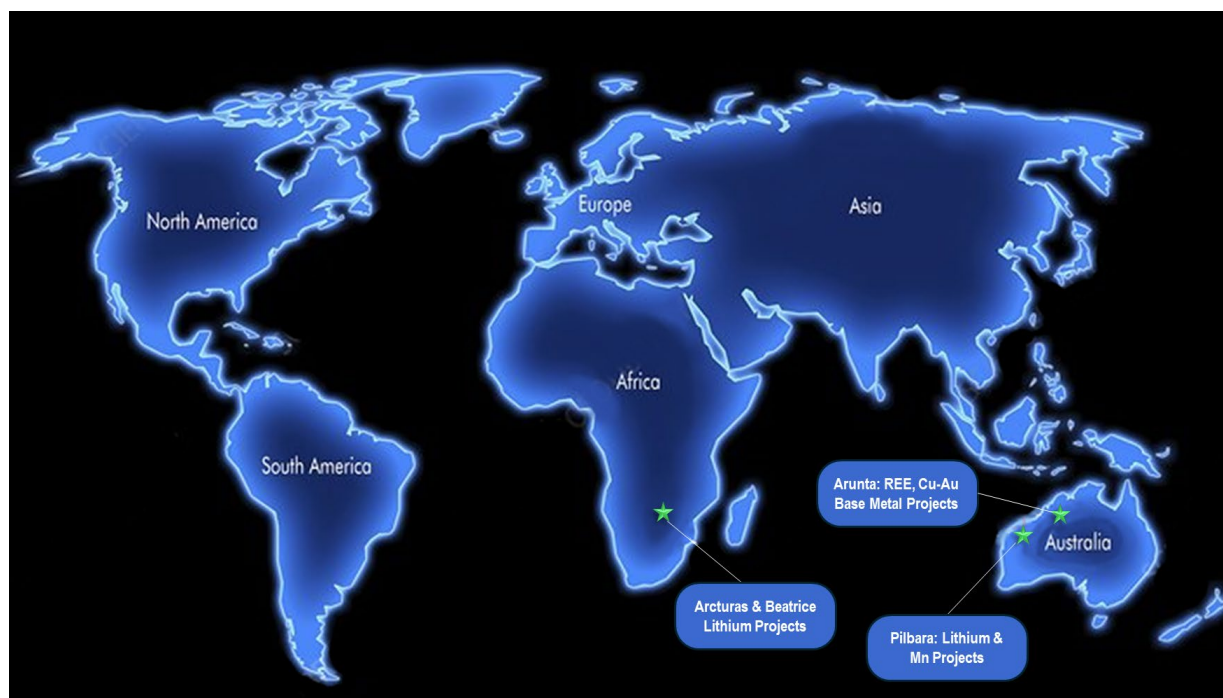 North America
Europe
Asia
Africa
South America
Arunta: REE, Cu-Au
Base Metal Projects
Australia
Arcturas & Beatrice
Lithium Projects
Pilbara: Lithium &
Mn Projects